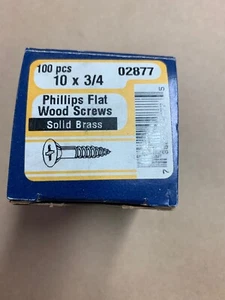 100 pcs 02877
10 x 3/4
Phillips Flat
Wood Screws
Solid Brass